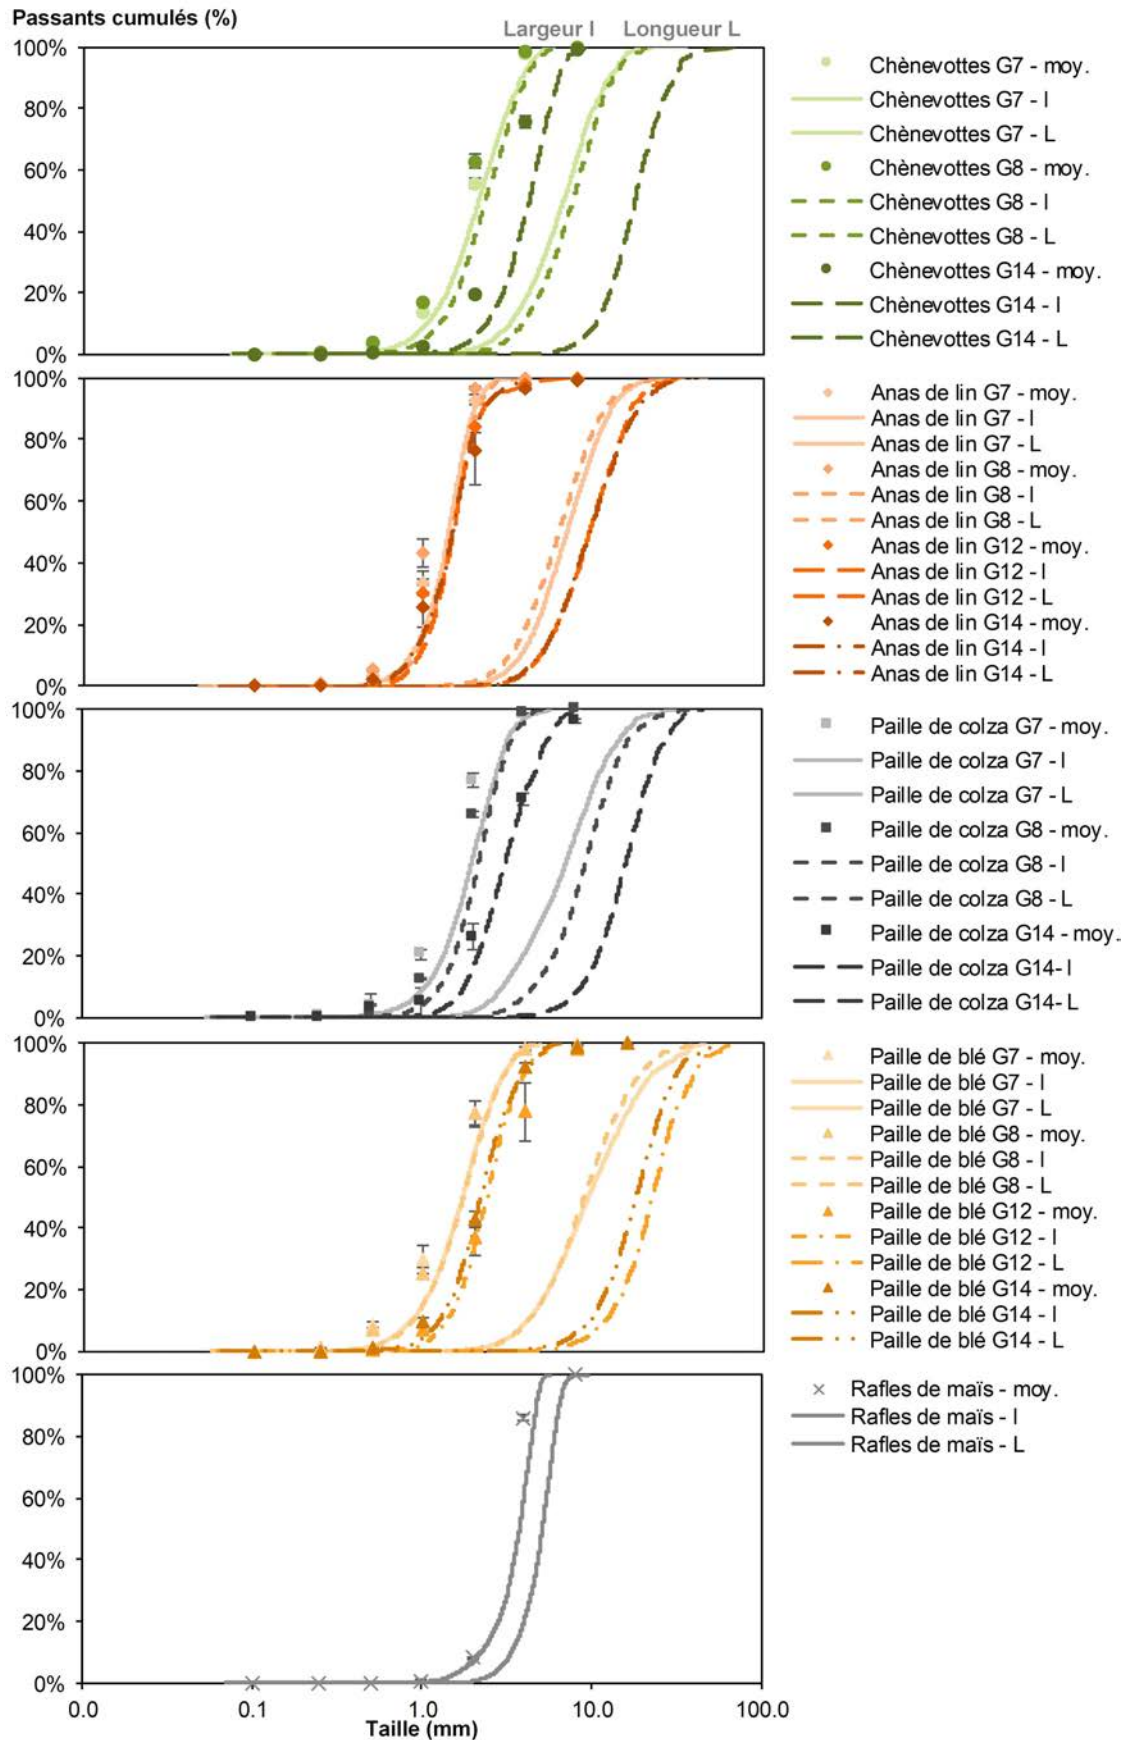 Passants cumulés (%)
Largeur l
Longueur L
100%
80%
60%
40%
20%
0%
Chènevottes G7 - moy.
Chènevottes G7 - l
Chènevottes G7 - L
Chènevottes G8 - moy.
Chènevottes G8 - l
Chènevottes G8 - L
Chènevottes G14 - moy.
Chènevottes G14 - l
Chènevottes G14 - L
100%
80%
60%
40%
20%
0%
Anas de lin G7 - moy.
Anas de lin G7 - l
Anas de lin G7 - L
Anas de lin G8 - moy.
Anas de lin G8 - l
Anas de lin G8 - L
Anas de lin G12 - moy.
Anas de lin G12 - l
Anas de lin G12 - L
Anas de lin G14 - moy.
Anas de lin G14 - l
Anas de lin G14 - L
100%
80%
60%
40%
20%
0%
Paille de colza G7 - moy.
Paille de colza G7 - l
Paille de colza G7 - L
Paille de colza G8 - moy.
Paille de colza G8 - l
Paille de colza G8 - L
Paille de colza G14 - moy.
Paille de colza G14- l
Paille de colza G14- L
100%
80%
60%
40%
20%
0%
Paille de blé G7 - moy.
Paille de blé G7 - l
Paille de blé G7 - L
Paille de blé G8 - moy.
Paille de blé G8 - l
Paille de blé G8 - L
Paille de blé G12 - moy.
Paille de blé G12 - l
Paille de blé G12 - L
Paille de blé G14 - moy.
Paille de blé G14 - l
Paille de blé G14 - L
100%
80%
60%
40%
20%
0%
Rafles de maïs - moy.
Rafles de maïs - l
Rafles de maïs - L
0.0 0.1 1.0 10.0 100.0
Taille (mm)